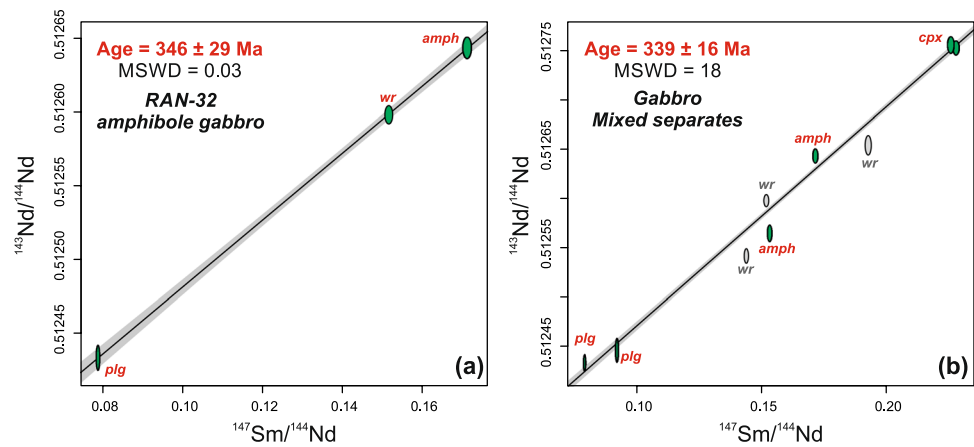 Age = 346 ± 29 Ma
MSWD = 0.03
RAN-32
amphibole gabbro
amph
wr
plg
(a)
0.51265
0.51260
0.51255
0.51250
0.51245
143Nd/144Nd
0.08
0.10
0.12
0.14
0.16
147Sm/144Nd
Age = 339 ± 16 Ma
MSWD = 18
Gabbro
Mixed separates
cpx
amph
wr
wr
amph
wr
plg
plg
(b)
0.51275
0.51265
0.51255
0.51245
143Nd/144Nd
0.10
0.15
0.20
147Sm/144Nd